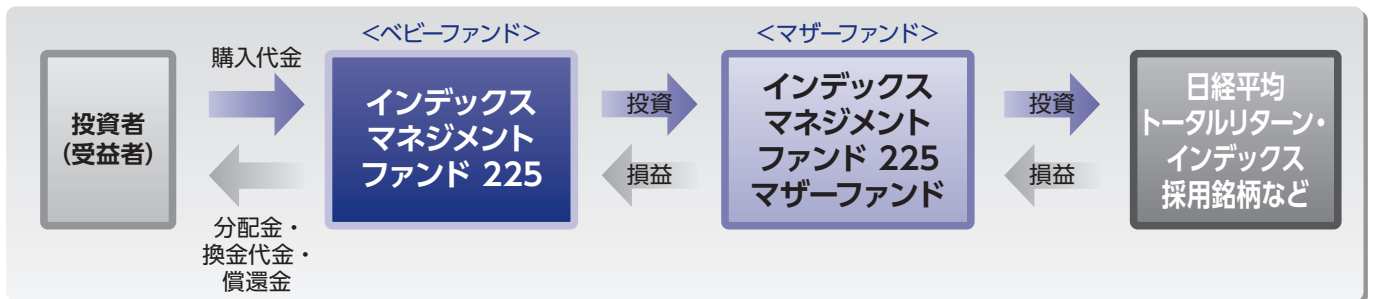 投資者
（受益者）
購入代金
分配金・
換金代金・
償還金
＜ベビーファンド＞
インデックス
マネジメント
ファンド 225
投資
損益
＜マザーファンド＞
インデックス
マネジメント
ファンド 225
マザーファンド
投資
損益
日経平均
トータルリターン・
インデックス
採用銘柄など